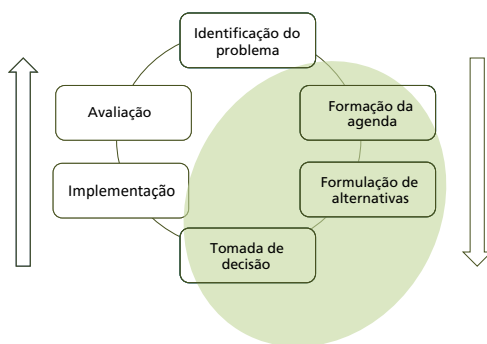 Identificação do
problema
Formação da
agenda
Formulação de
alternativas
Tomada de
decisão
Implementação
Avaliação